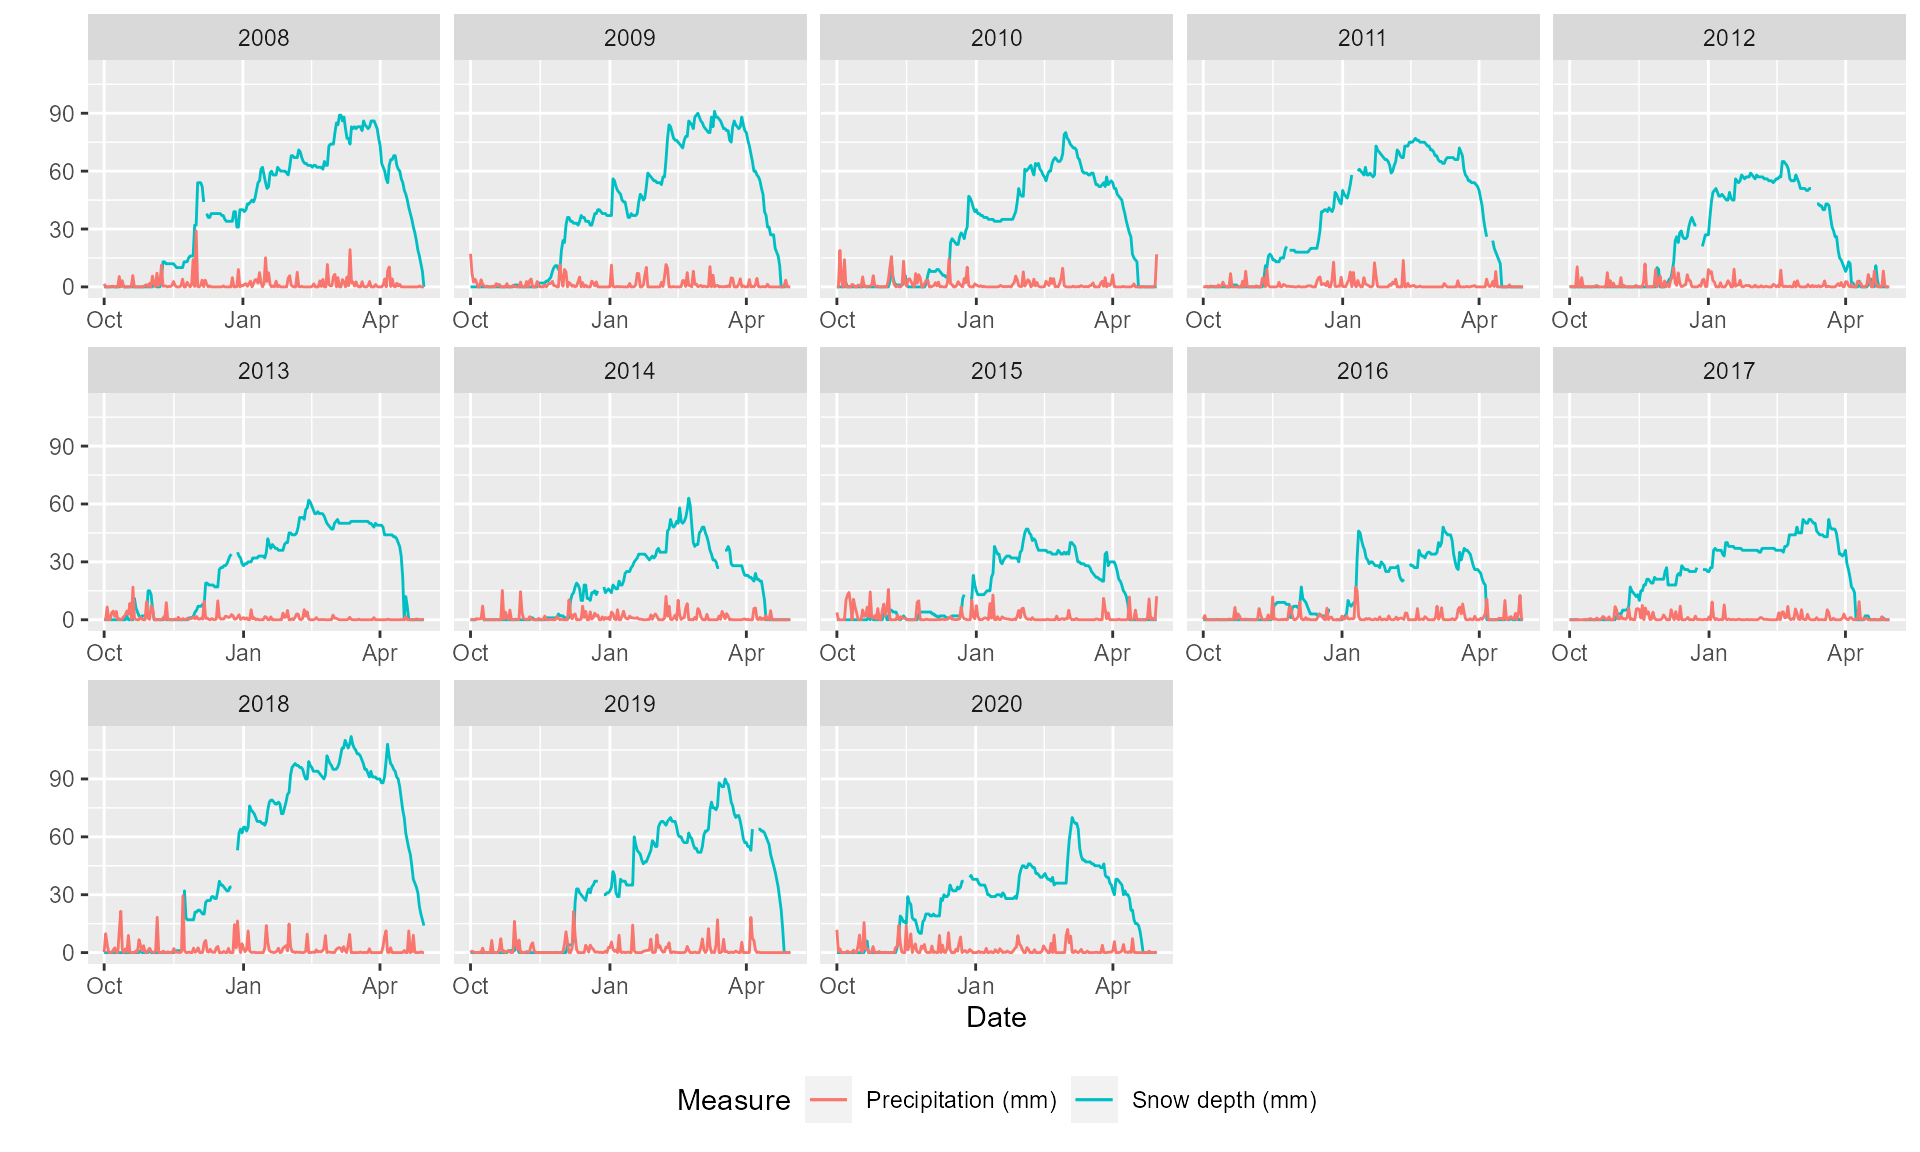 2008 2009 2010 2011 2012
90
60
30
0
Oct Jan Apr Oct Jan Apr Oct Jan Apr Oct Jan Apr Oct Jan Apr
2013 2014 2015 2016 2017
90
60
30
0
Oct Jan Apr Oct Jan Apr Oct Jan Apr Oct Jan Apr Oct Jan Apr
2018 2019 2020
90
60
30
0
Oct Jan Apr Oct Jan Apr Oct Jan Apr
Date
Measure Precipitation (mm) Snow depth (mm)